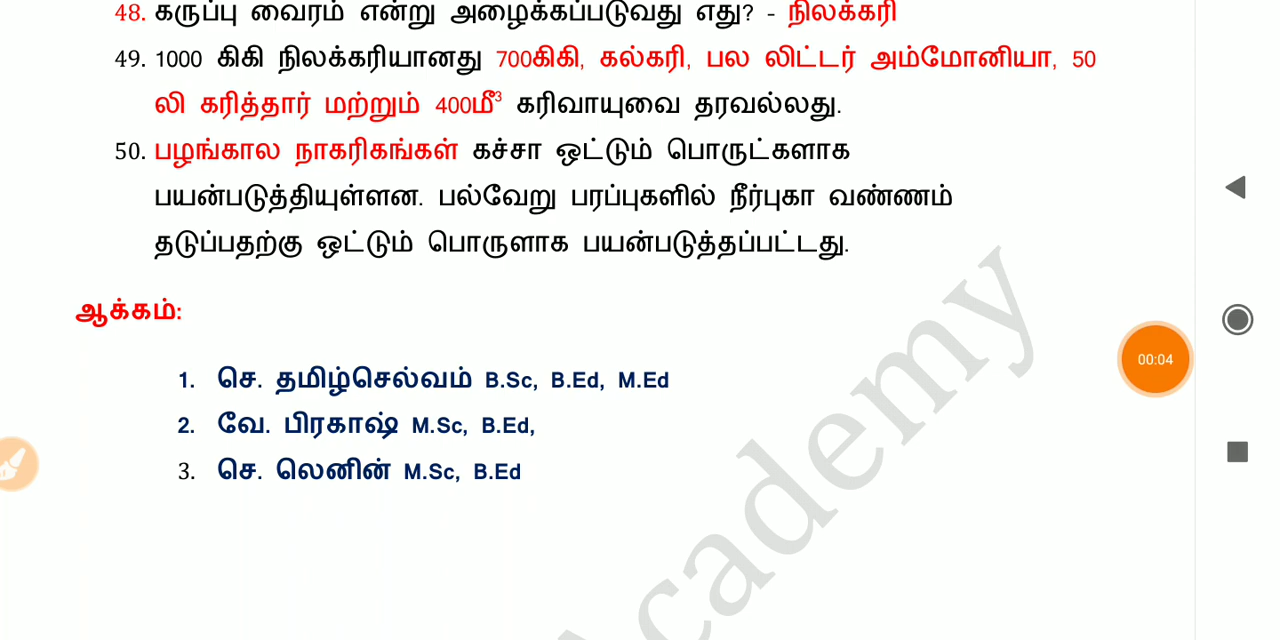 48. கருப்பு வைரம் என்று அழைக்கப்படுவது எது? - நிலக்கரி
49. 1000 கிகி நிலக்கரியானது 700கிகி, கல்கரி, பல லிட்டர் அம்மோனியா, 50
லி கரித்தார் மற்றும் 400மீ³ கரிவாயுவை தரவல்லது.
50. பழங்கால நாகரிகங்கள் கச்சா ஒட்டும் பொருட்களாக
பயன்படுத்தியுள்ளன. பல்வேறு பரப்புகளில் நீர்புகா வண்ணம்
தடுப்பதற்கு ஒட்டும் பொருளாக பயன்படுத்தப்பட்டது.
ஆக்கம்:
00:04
1. செ. தமிழ்செல்வம் B.Sc, B.Ed, M.Ed
2. வே. பிரகாஷ் M.Sc, B.Ed,
3. செ. லெனின் M.Sc, B.Ed
Academy